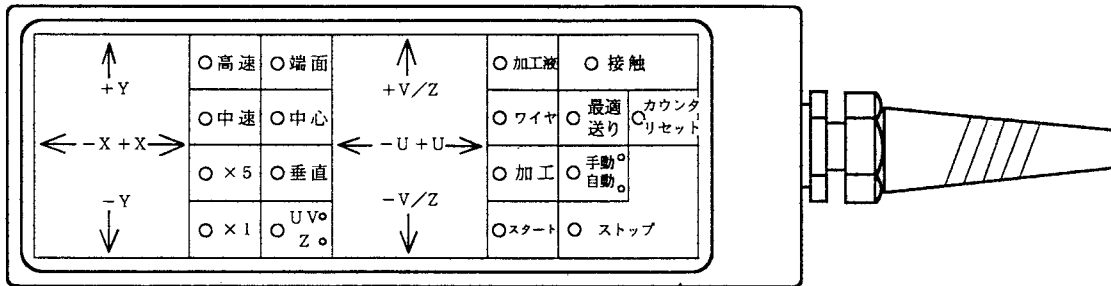 +Y
-X +X
-Y
高速
端面
中速
中心
×5
垂直
×1
UV
Z
+V/Z
-U +U
-V/Z
加工液
接触
ワイヤ
最適
送り
カウンタ
リセット
加工
手動
自動
スタート
ストップ